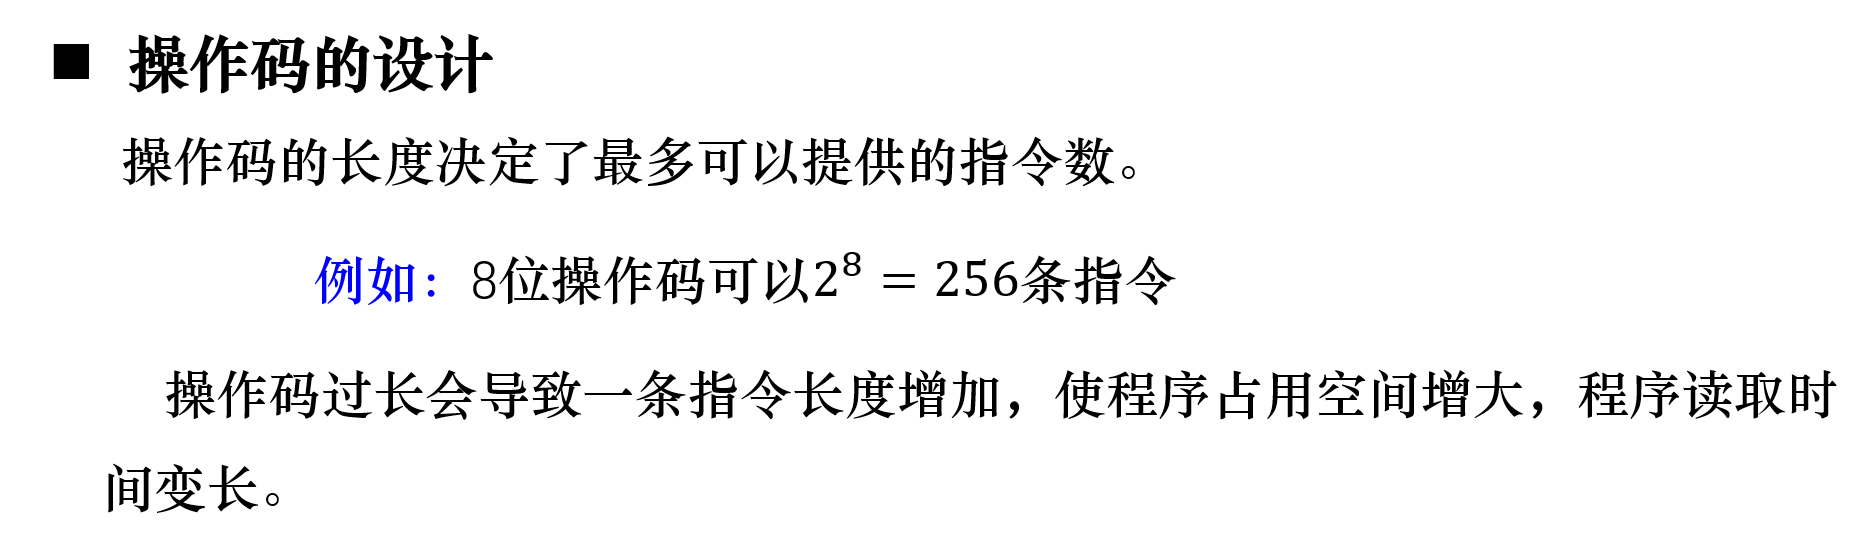 ■ 操作码的设计
操作码的长度决定了最多可以提供的指令数。
例如：8位操作码可以2⁸ = 256条指令
操作码过长会导致一条指令长度增加，使程序占用空间增大，程序读取时
间变长。